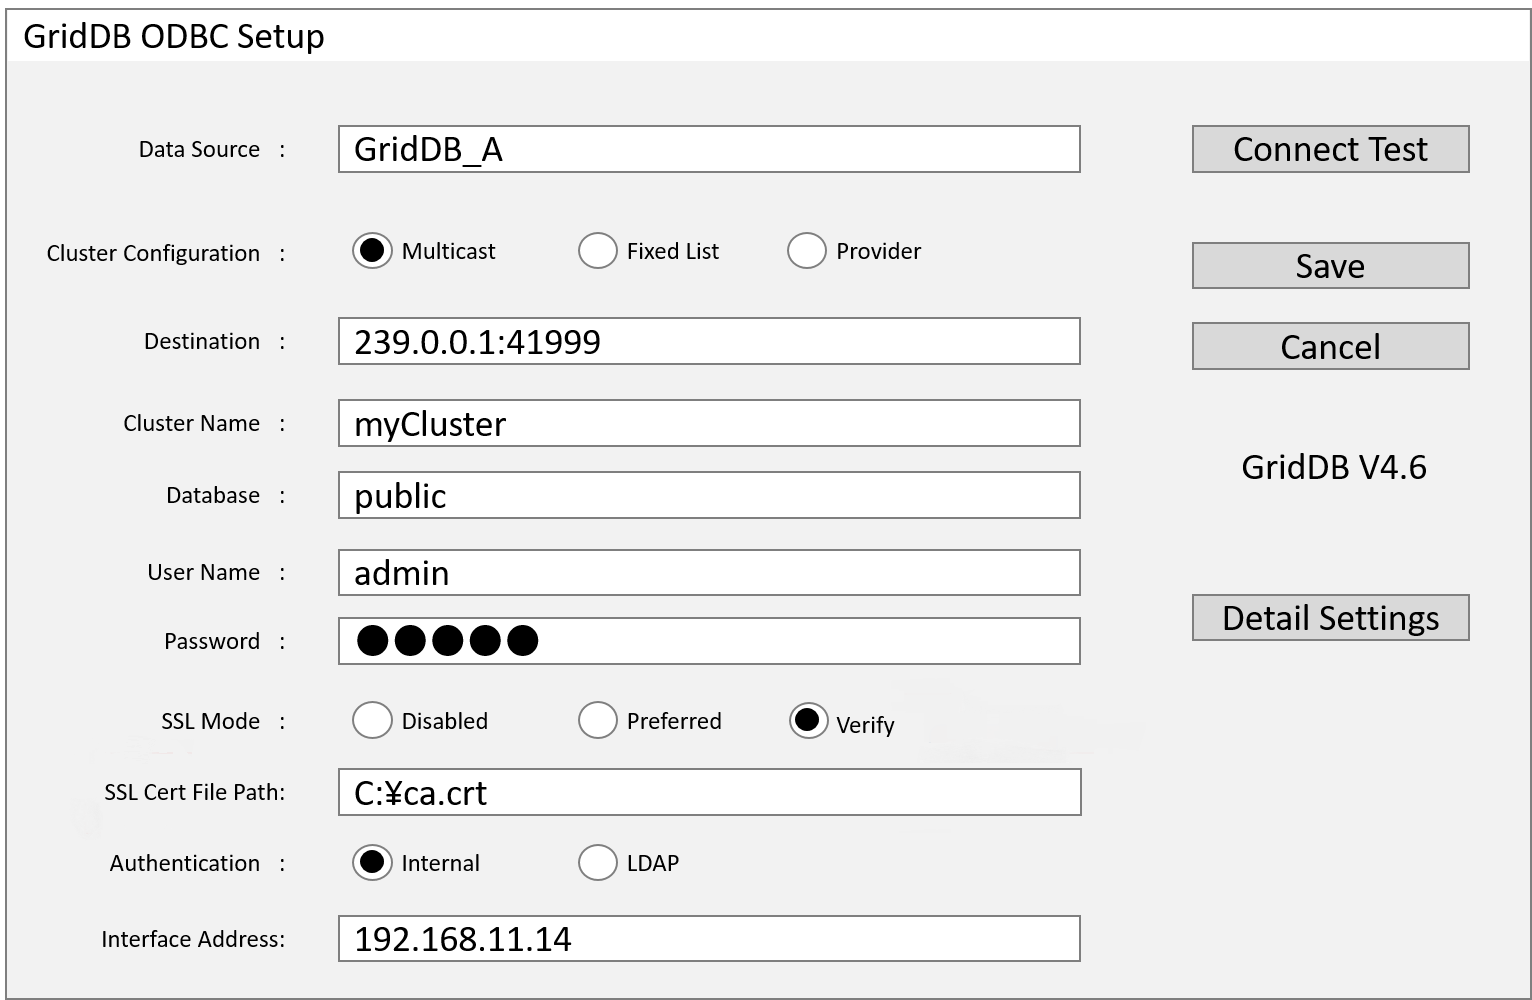 GridDB ODBC Setup
Data Source : GridDB_A
Connect Test
Cluster Configuration : Multicast Fixed List Provider
Save
Destination : 239.0.0.1:41999
Cancel
Cluster Name : myCluster
Database : public
GridDB V4.6
User Name : admin
Password : ●●●●●
Detail Settings
SSL Mode : Disabled Preferred Verify
SSL Cert File Path: C:¥ca.crt
Authentication : Internal LDAP
Interface Address: 192.168.11.14